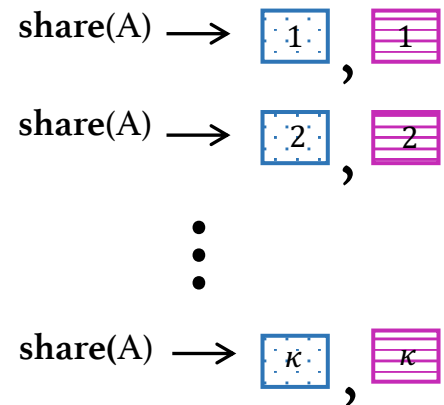 share(A) → 1 , 1
share(A) → 2 , 2
⋮
share(A) → κ , κ